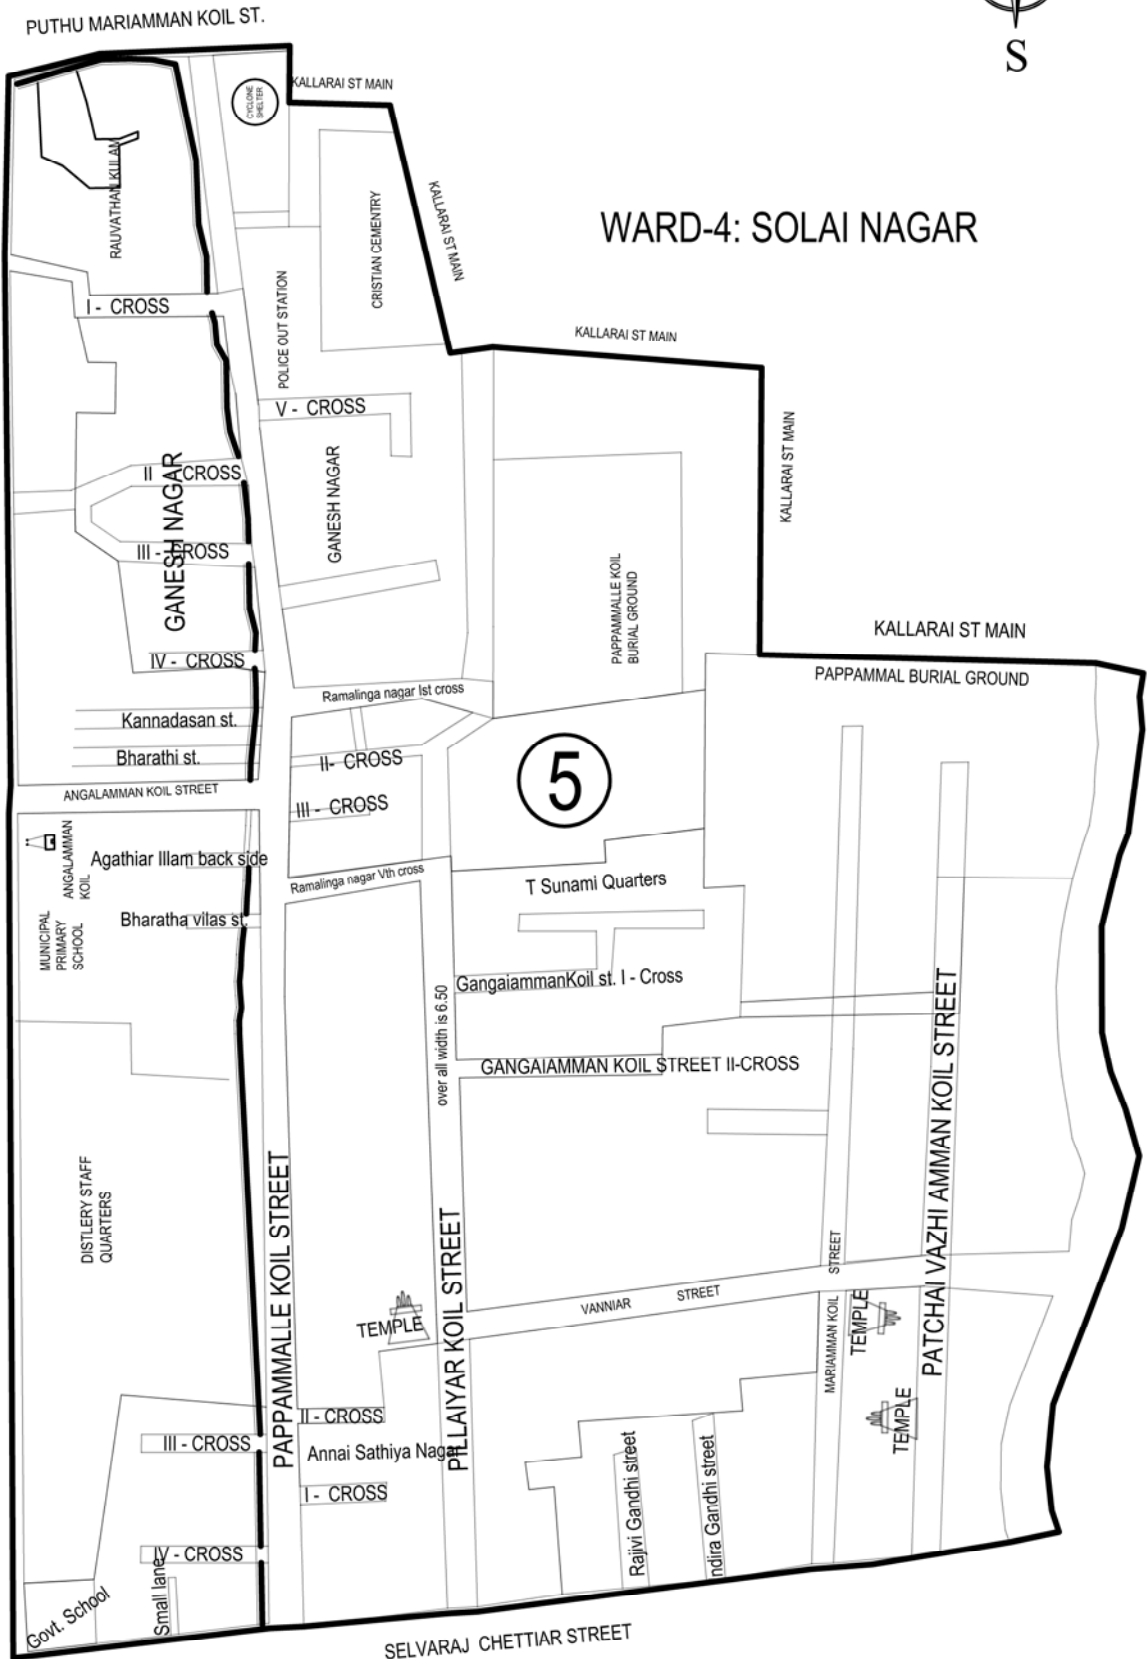 PUTHU MARIAMMAN KOIL ST.
S
KALLARAI ST MAIN
CYCLONE
SHELTER
RAUVATHAN KULAM
CRISTIAN CEMENTRY
KALLARAI ST MAIN
WARD-4: SOLAI NAGAR
I - CROSS
POLICE OUT STATION
KALLARAI ST MAIN
V - CROSS
KALLARAI ST MAIN
II CROSS
GANESH NAGAR
GANESH NAGAR
III - CROSS
PAPPAMMALLE KOIL
BURIAL GROUND
KALLARAI ST MAIN
IV - CROSS
PAPPAMMAL BURIAL GROUND
Ramalinga nagar Ist cross
Kannadasan st.
Bharathi st.
II- CROSS
5
ANGALAMMAN KOIL STREET
III - CROSS
ANGALAMMAN
KOIL
Agathiar Illam back side
Ramalinga nagar Vth cross
T Sunami Quarters
MUNICIPAL
PRIMARY
SCHOOL
Bharatha vilas st.
GangaiammanKoil st. I - Cross
over all width is 6.50
GANGAIAMMAN KOIL STREET II-CROSS
PATCHAI VAZHI AMMAN KOIL STREET
DISTLERY STAFF
QUARTERS
PAPPAMMALLE KOIL STREET
PILLAIYAR KOIL STREET
VANNIAR STREET
MARIAMMAN KOIL STREET
TEMPLE
TEMPLE
TEMPLE
II - CROSS
III - CROSS
Annai Sathiya Nagar
I - CROSS
Rajivi Gandhi street
ndira Gandhi street
IV - CROSS
Small lane
Govt. School
SELVARAJ CHETTIAR STREET